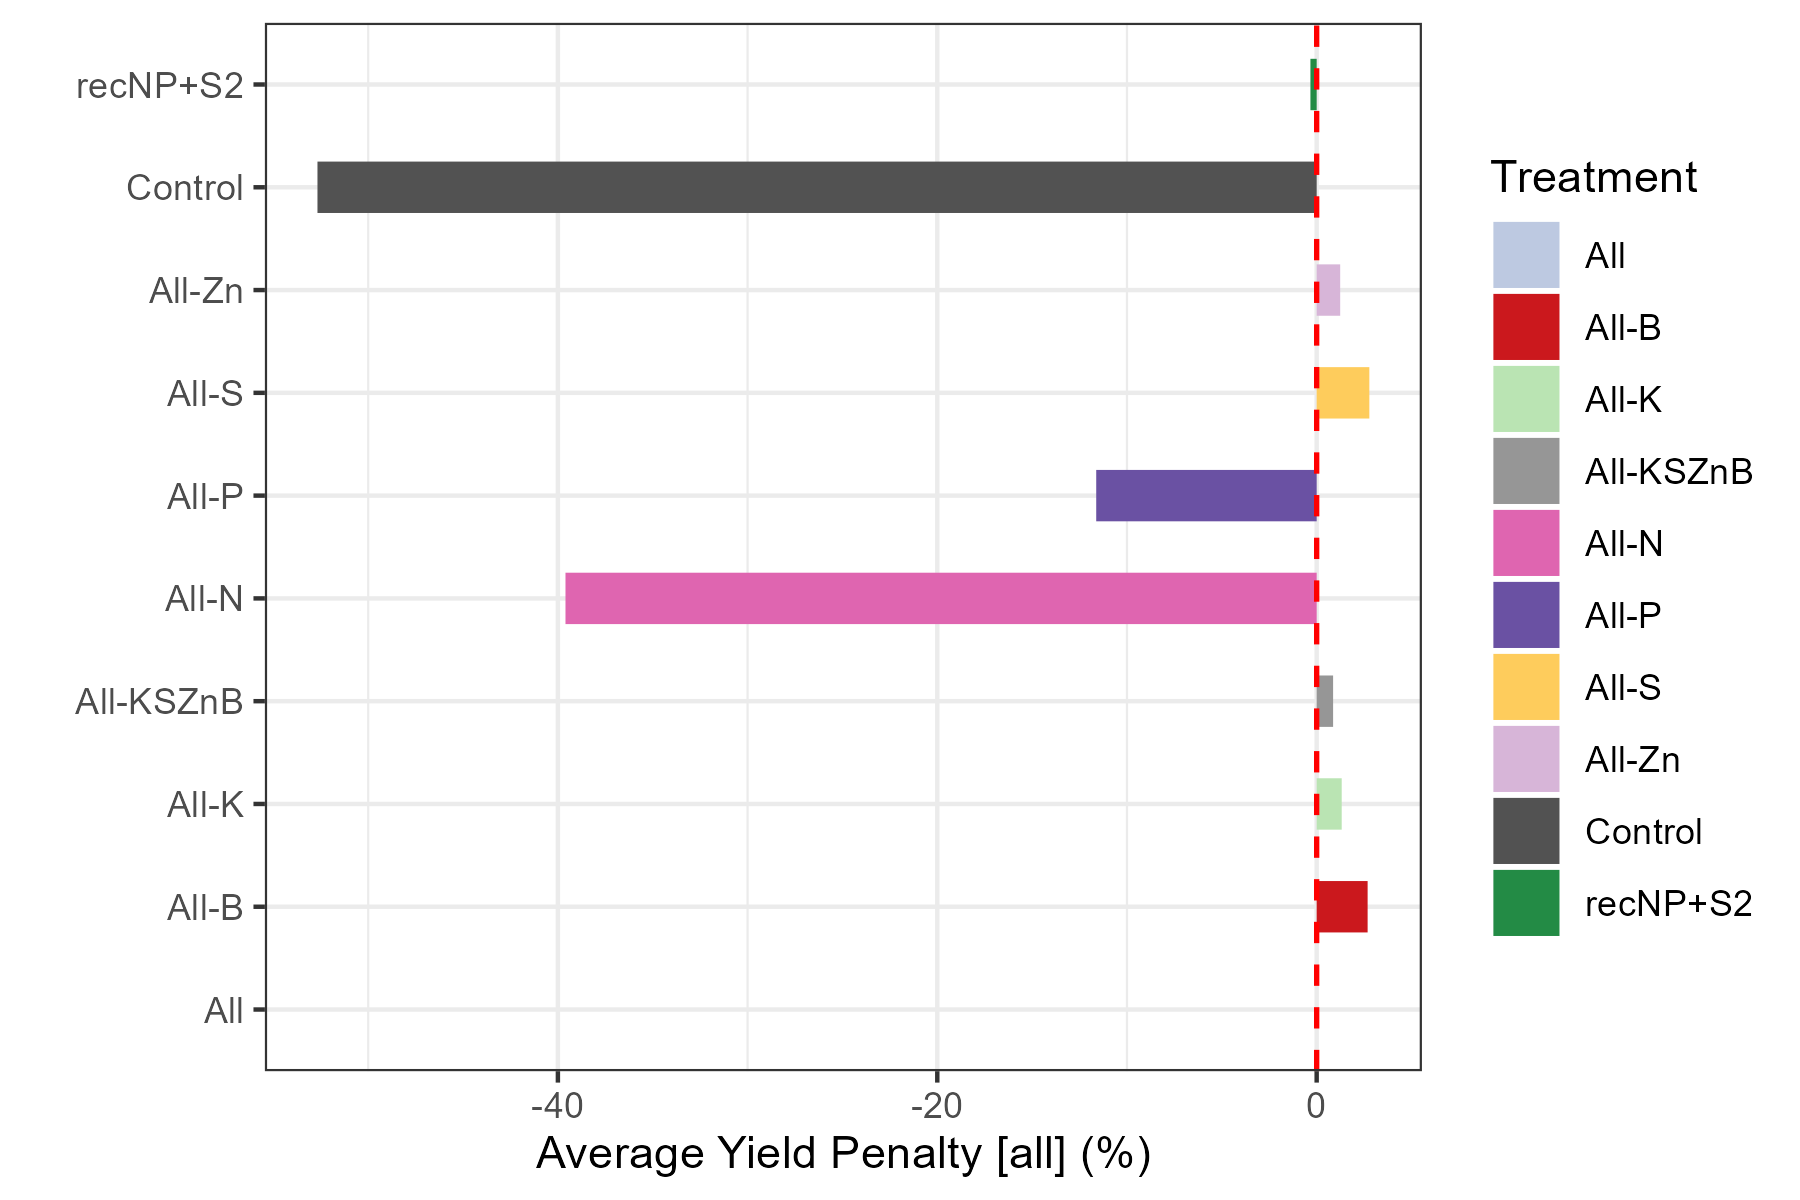 recNP+S2
Control
All-Zn
All-S
All-P
All-N
All-KSZnB
All-K
All-B
All
-40
-20
0
Average Yield Penalty [all] (%)
Treatment
All
All-B
All-K
All-KSZnB
All-N
All-P
All-S
All-Zn
Control
recNP+S2